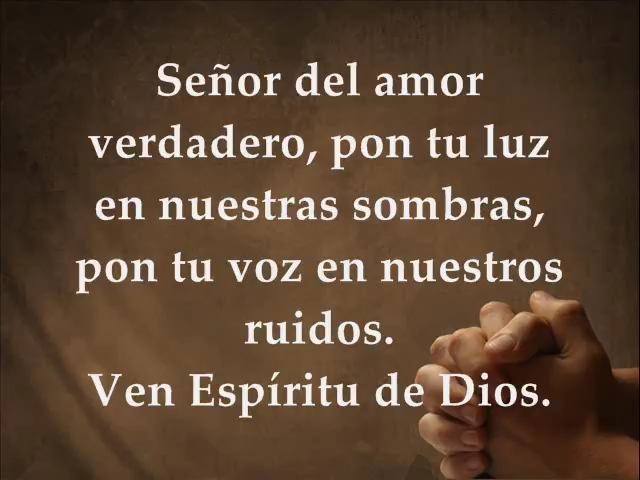 Señor del amor
verdadero, pon tu luz
en nuestras sombras,
pon tu voz en nuestros
ruidos.
Ven Espíritu de Dios.